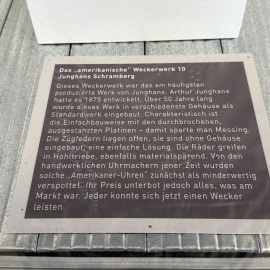 Das „amerikanische" Weckerwerk 10
Junghans Schramberg
Dieses Weckerwerk war das am häufigsten
produzierte Werk von Junghans. Arthur Junghans
hatte es 1875 entwickelt. Über 50 Jahre lang
wurde dieses Werk in verschiedenste Gehäuse als
Standardwerk eingebaut. Charakteristisch ist
die Einfachbauweise mit den durchbrochenen,
ausgestanzten Platinen – damit sparte man Messing.
Die Zugfedern liegen offen, sie sind ohne Gehäuse
eingebaut, eine einfache Lösung. Die Räder greifen
in Hohltriebe, ebenfalls materialsparend. Von den
handwerklichen Uhrmachern jener Zeit wurden
solche „Amerikaner-Uhren" zunächst als minderwertig
verspottet. Ihr Preis unterbot jedoch alles, was am
Markt war. Jeder konnte sich jetzt einen Wecker
leisten.